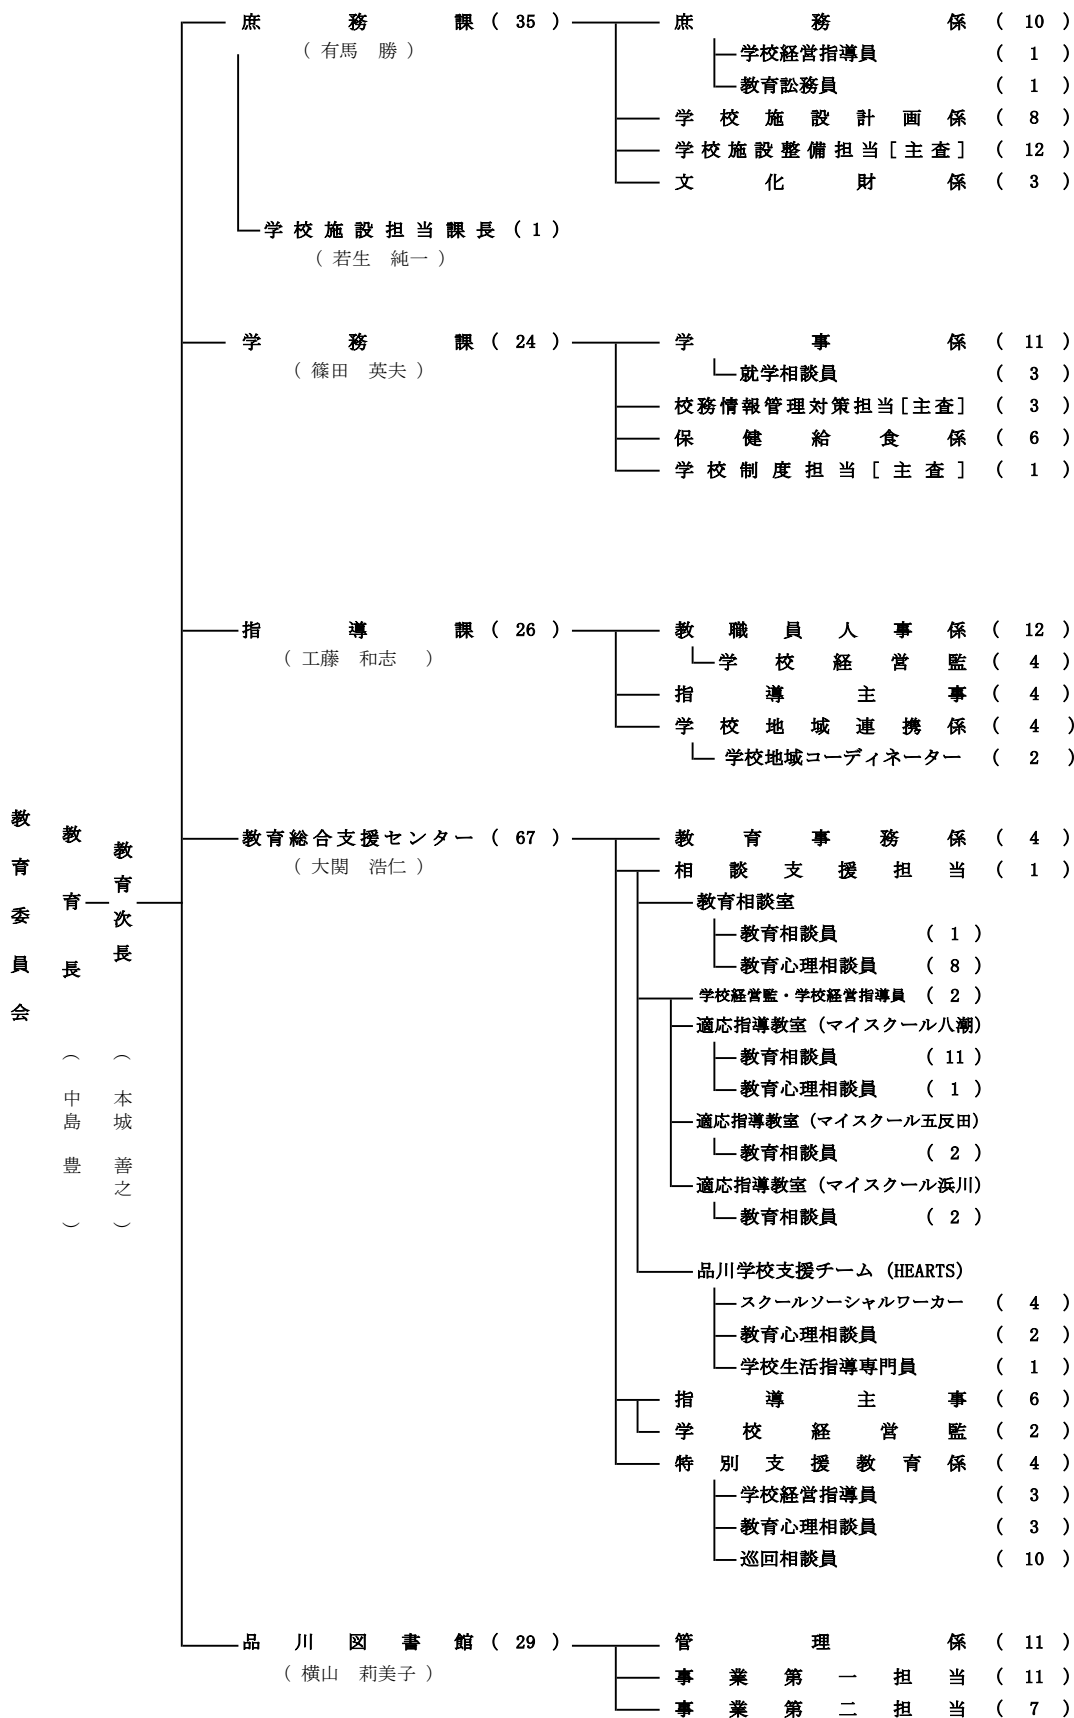 庶務課 ( 35 )
( 有馬　勝 )
庶務係 ( 10 )
学校経営指導員 ( 1 )
教育訟務員 ( 1 )
学校施設計画係 ( 8 )
学校施設整備担当[主査] ( 12 )
文化財係 ( 3 )
学校施設担当課長 ( 1 )
( 若生　純一 )
学務課 ( 24 )
( 篠田　英夫 )
学事係 ( 11 )
就学相談員 ( 3 )
校務情報管理対策担当[主査] ( 3 )
保健給食係 ( 6 )
学校制度担当[主査] ( 1 )
指導課 ( 26 )
( 工藤　和志 )
教職員人事係 ( 12 )
学校経営監 ( 4 )
指導主事 ( 4 )
学校地域連携係 ( 4 )
学校地域コーディネーター ( 2 )
教育委員会
教育長
( 中島　豊 )
教育次長
( 本城　善之 )
教育総合支援センター ( 67 )
( 大関　浩仁 )
教育事務係 ( 4 )
相談支援担当 ( 1 )
教育相談室
教育相談員 ( 1 )
教育心理相談員 ( 8 )
学校経営監・学校経営指導員 ( 2 )
適応指導教室 (マイスクール八潮)
教育相談員 ( 11 )
教育心理相談員 ( 1 )
適応指導教室 (マイスクール五反田)
教育相談員 ( 2 )
適応指導教室 (マイスクール浜川)
教育相談員 ( 2 )
品川学校支援チーム (HEARTS)
スクールソーシャルワーカー ( 4 )
教育心理相談員 ( 2 )
学校生活指導専門員 ( 1 )
指導主事 ( 6 )
学校経営監 ( 2 )
特別支援教育係 ( 4 )
学校経営指導員 ( 3 )
教育心理相談員 ( 3 )
巡回相談員 ( 10 )
品川図書館 ( 29 )
( 横山　莉美子 )
管理係 ( 11 )
事業第一担当 ( 11 )
事業第二担当 ( 7 )